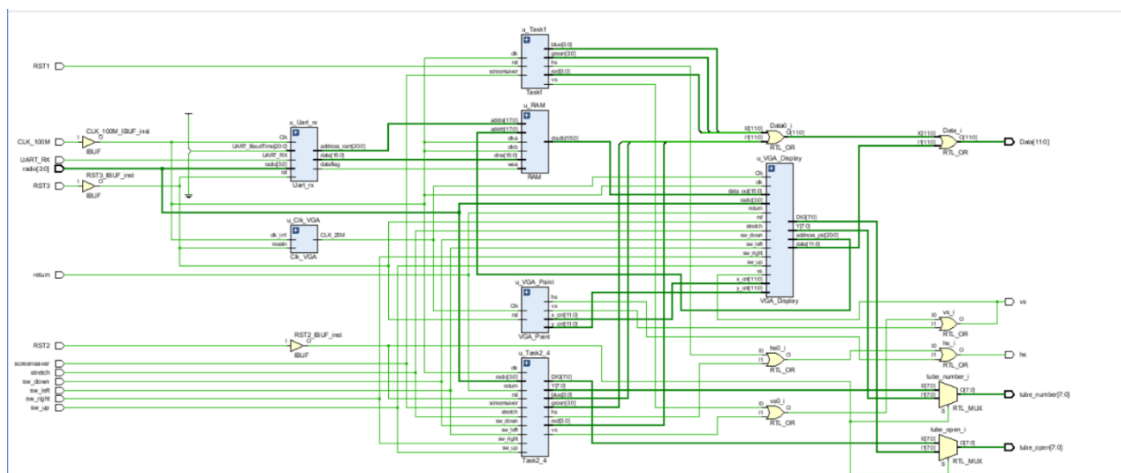 u_Task1
clk
rst
screensaver
blue[3:0]
green[3:0]
hs
red[3:0]
vs
Task1
RST1
u_RAM
addra[17:0]
addrb[17:0]
clka
clkb
dina[15:0]
wea
doutb[15:0]
RAM
CLK_100M
CLK_100M_IBUF_inst
I
O
IBUF
UART_RX
radio[3:0]
RST3
RST3_IBUF_inst
I
O
IBUF
u_Uart_rx
Clk
UART_RX
radio[3:0]
rst
address_ram[20:0]
data[15:0]
dataflag
Uart_rx
u_Clk_VGA
clk_in1
resetn
CLK_25M
Clk_VGA
Data0_i
I0[11:0]
I1[11:0]
O[11:0]
RTL_OR
Data_i
I0[11:0]
I1[11:0]
O[11:0]
RTL_OR
Data[11:0]
u_VGA_Display
Clk
clk
data_out[15:0]
radio[3:0]
return
rst
stretch
sw_down
sw_left
sw_right
sw_up
vs
x_cnt[11:0]
y_cnt[11:0]
DIG[7:0]
Y[7:0]
address_pic[20:0]
data[11:0]
VGA_Display
return
u_VGA_Paint
Clk
rst
hs
vs
x_cnt[11:0]
y_cnt[11:0]
VGA_Paint
vs
vs_i
I0
I1
O
RTL_OR
RST2
RST2_IBUF_inst
I
O
IBUF
hs
hs_i
I0
I1
O
RTL_OR
hs0_i
I0
I1
O
RTL_OR
screensaver
stretch
sw_down
sw_left
sw_right
sw_up
u_Task2_4
clk
radio[3:0]
return
rst
screensaver
stretch
sw_down
sw_left
sw_right
sw_up
DIG[7:0]
Y[7:0]
blue[3:0]
green[3:0]
hs
red[3:0]
vs
Task2_4
vs0_i
I0
I1
O
RTL_OR
tube_number_i
I0[7:0]
I1[7:0]
S
O[7:0]
RTL_MUX
tube_number[7:0]
tube_open_i
I0[7:0]
I1[7:0]
S
O[7:0]
RTL_MUX
tube_open[7:0]